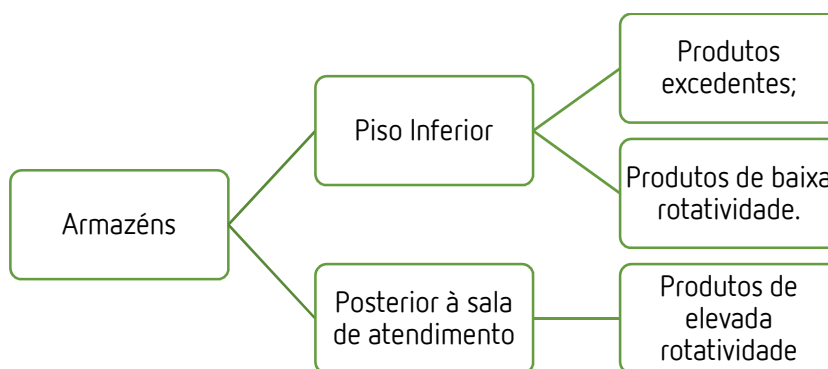 Armazéns
Piso Inferior
Produtos
excedentes;
Produtos de baixa
rotatividade.
Posterior à sala
de atendimento
Produtos de
elevada
rotatividade